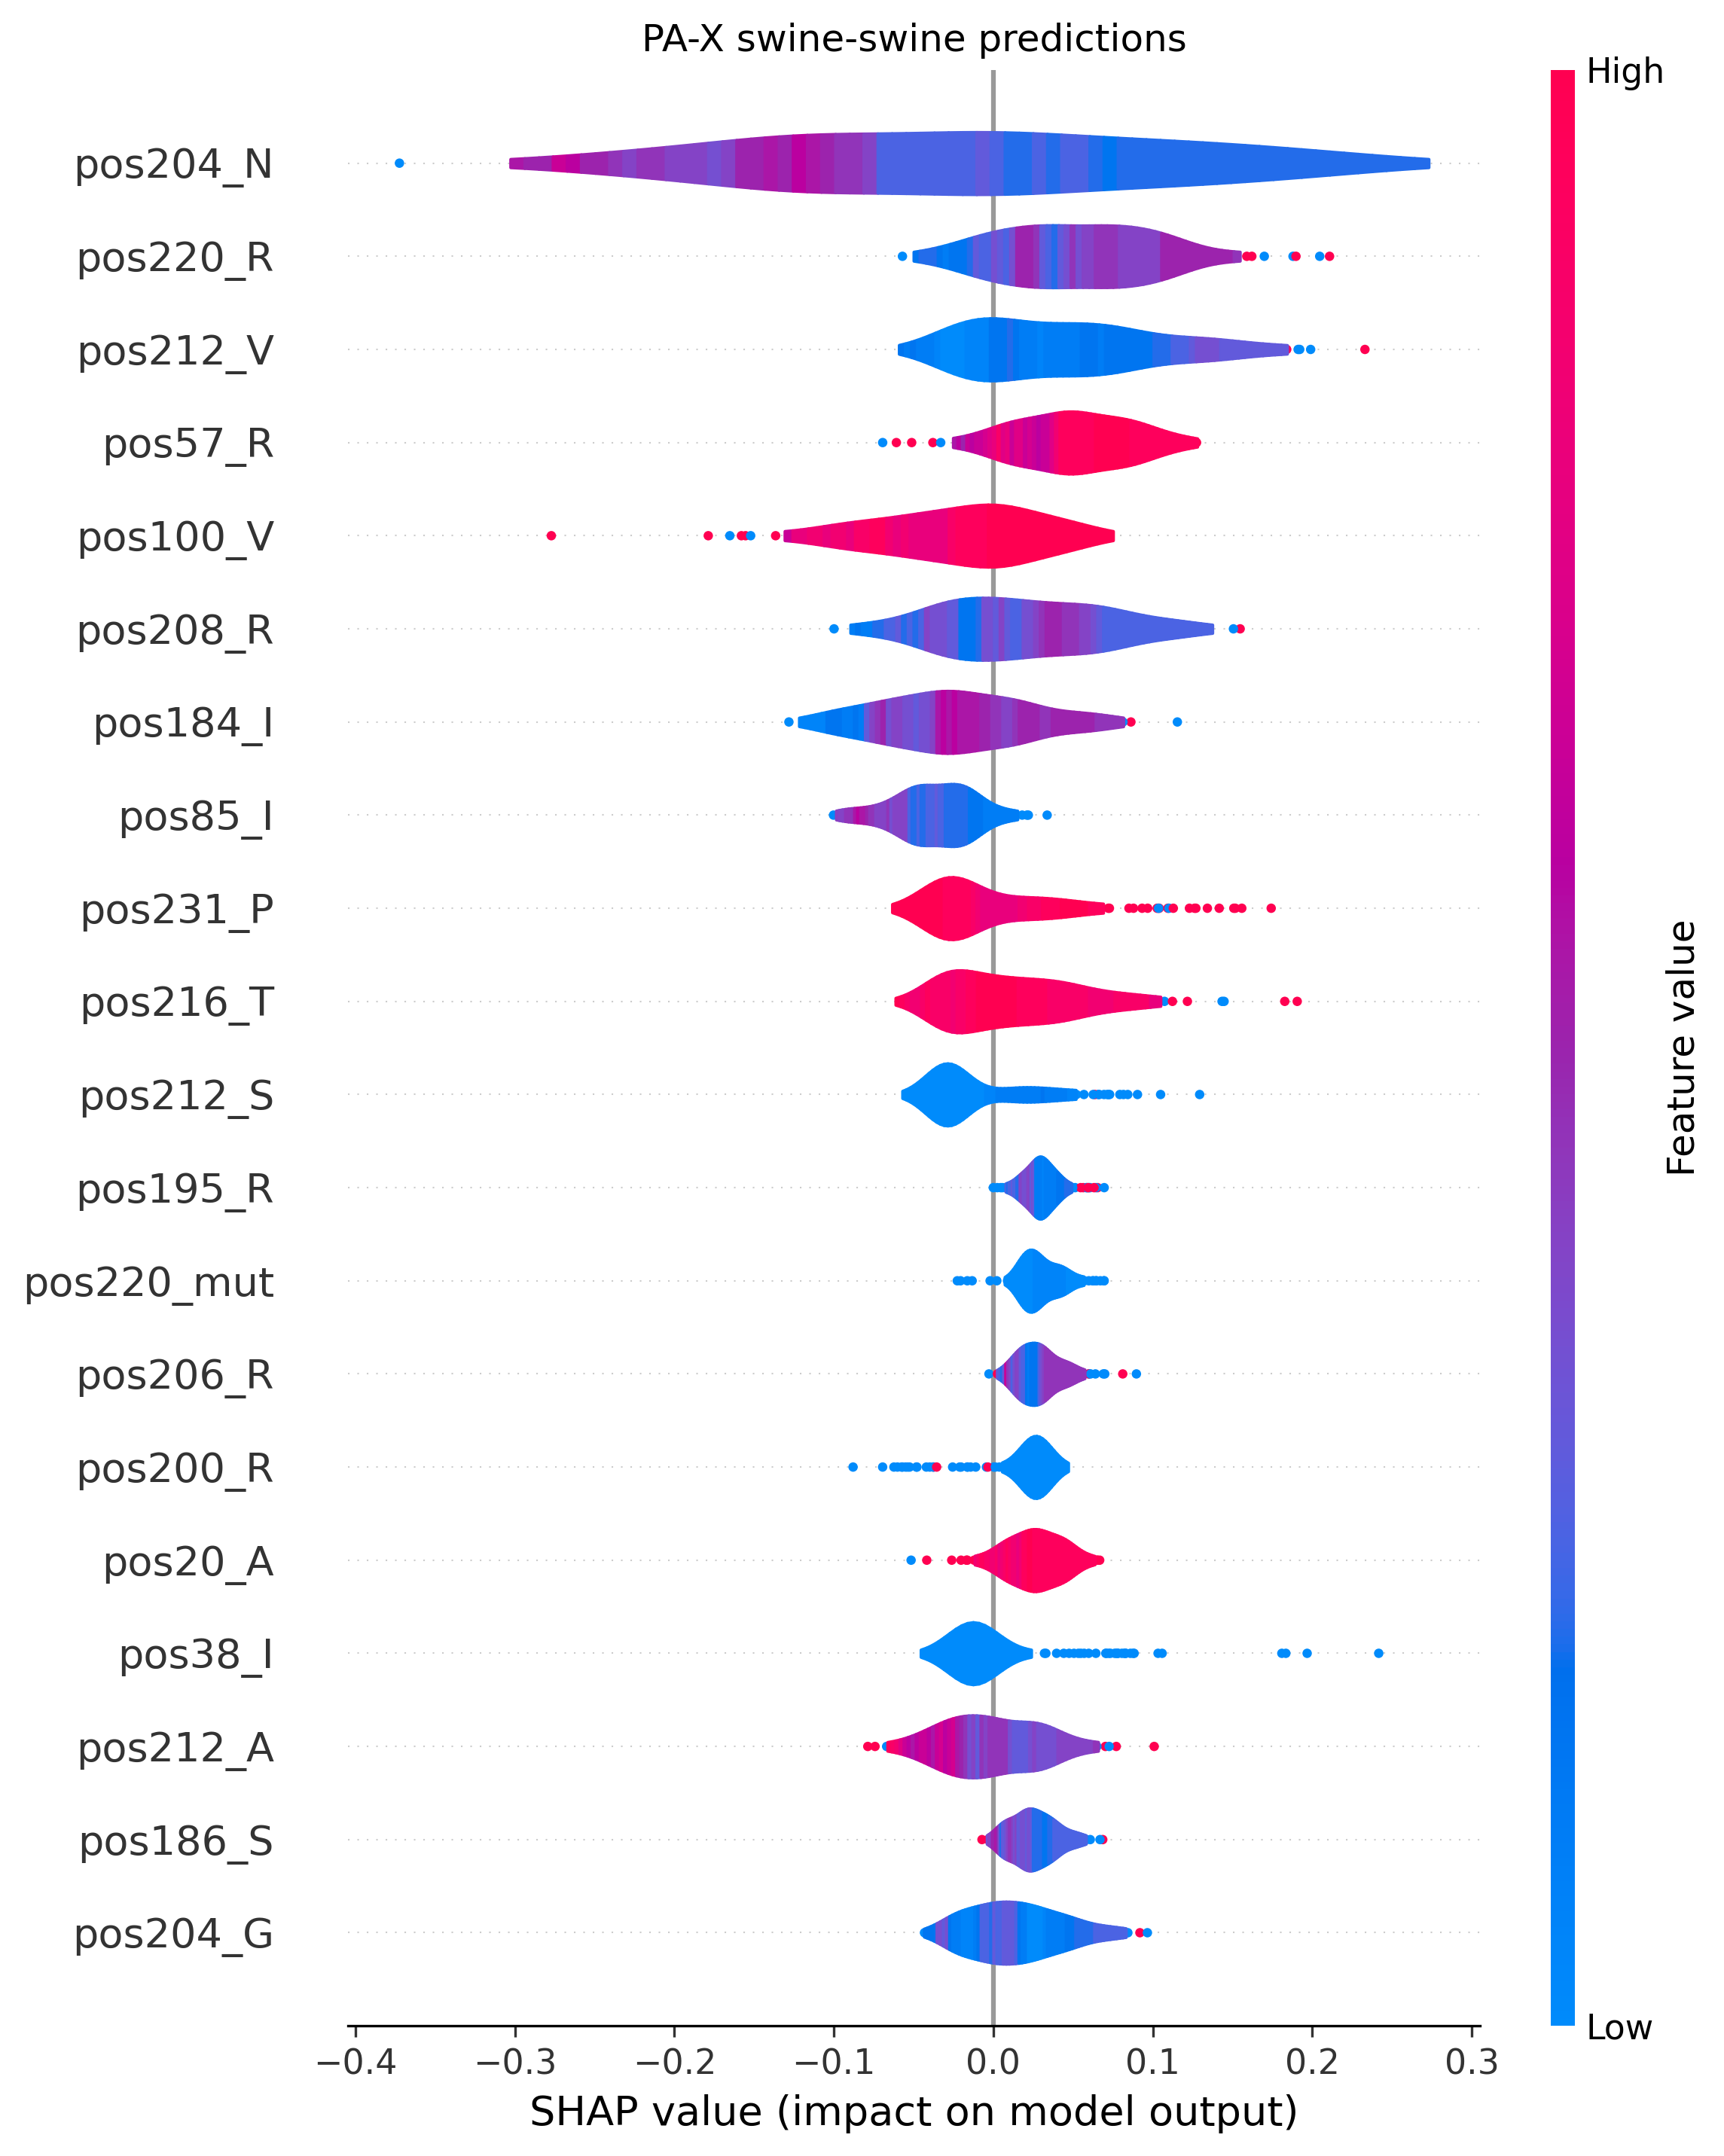 PA-X swine-swine predictions
High
pos204_N
pos220_R
pos212_V
pos57_R
pos100_V
pos208_R
pos184_I
pos85_I
pos231_P
pos216_T
pos212_S
pos195_R
pos220_mut
pos206_R
pos200_R
pos20_A
pos38_I
pos212_A
pos186_S
pos204_G
Feature value
Low
−0.4 −0.3 −0.2 −0.1 0.0 0.1 0.2 0.3
SHAP value (impact on model output)